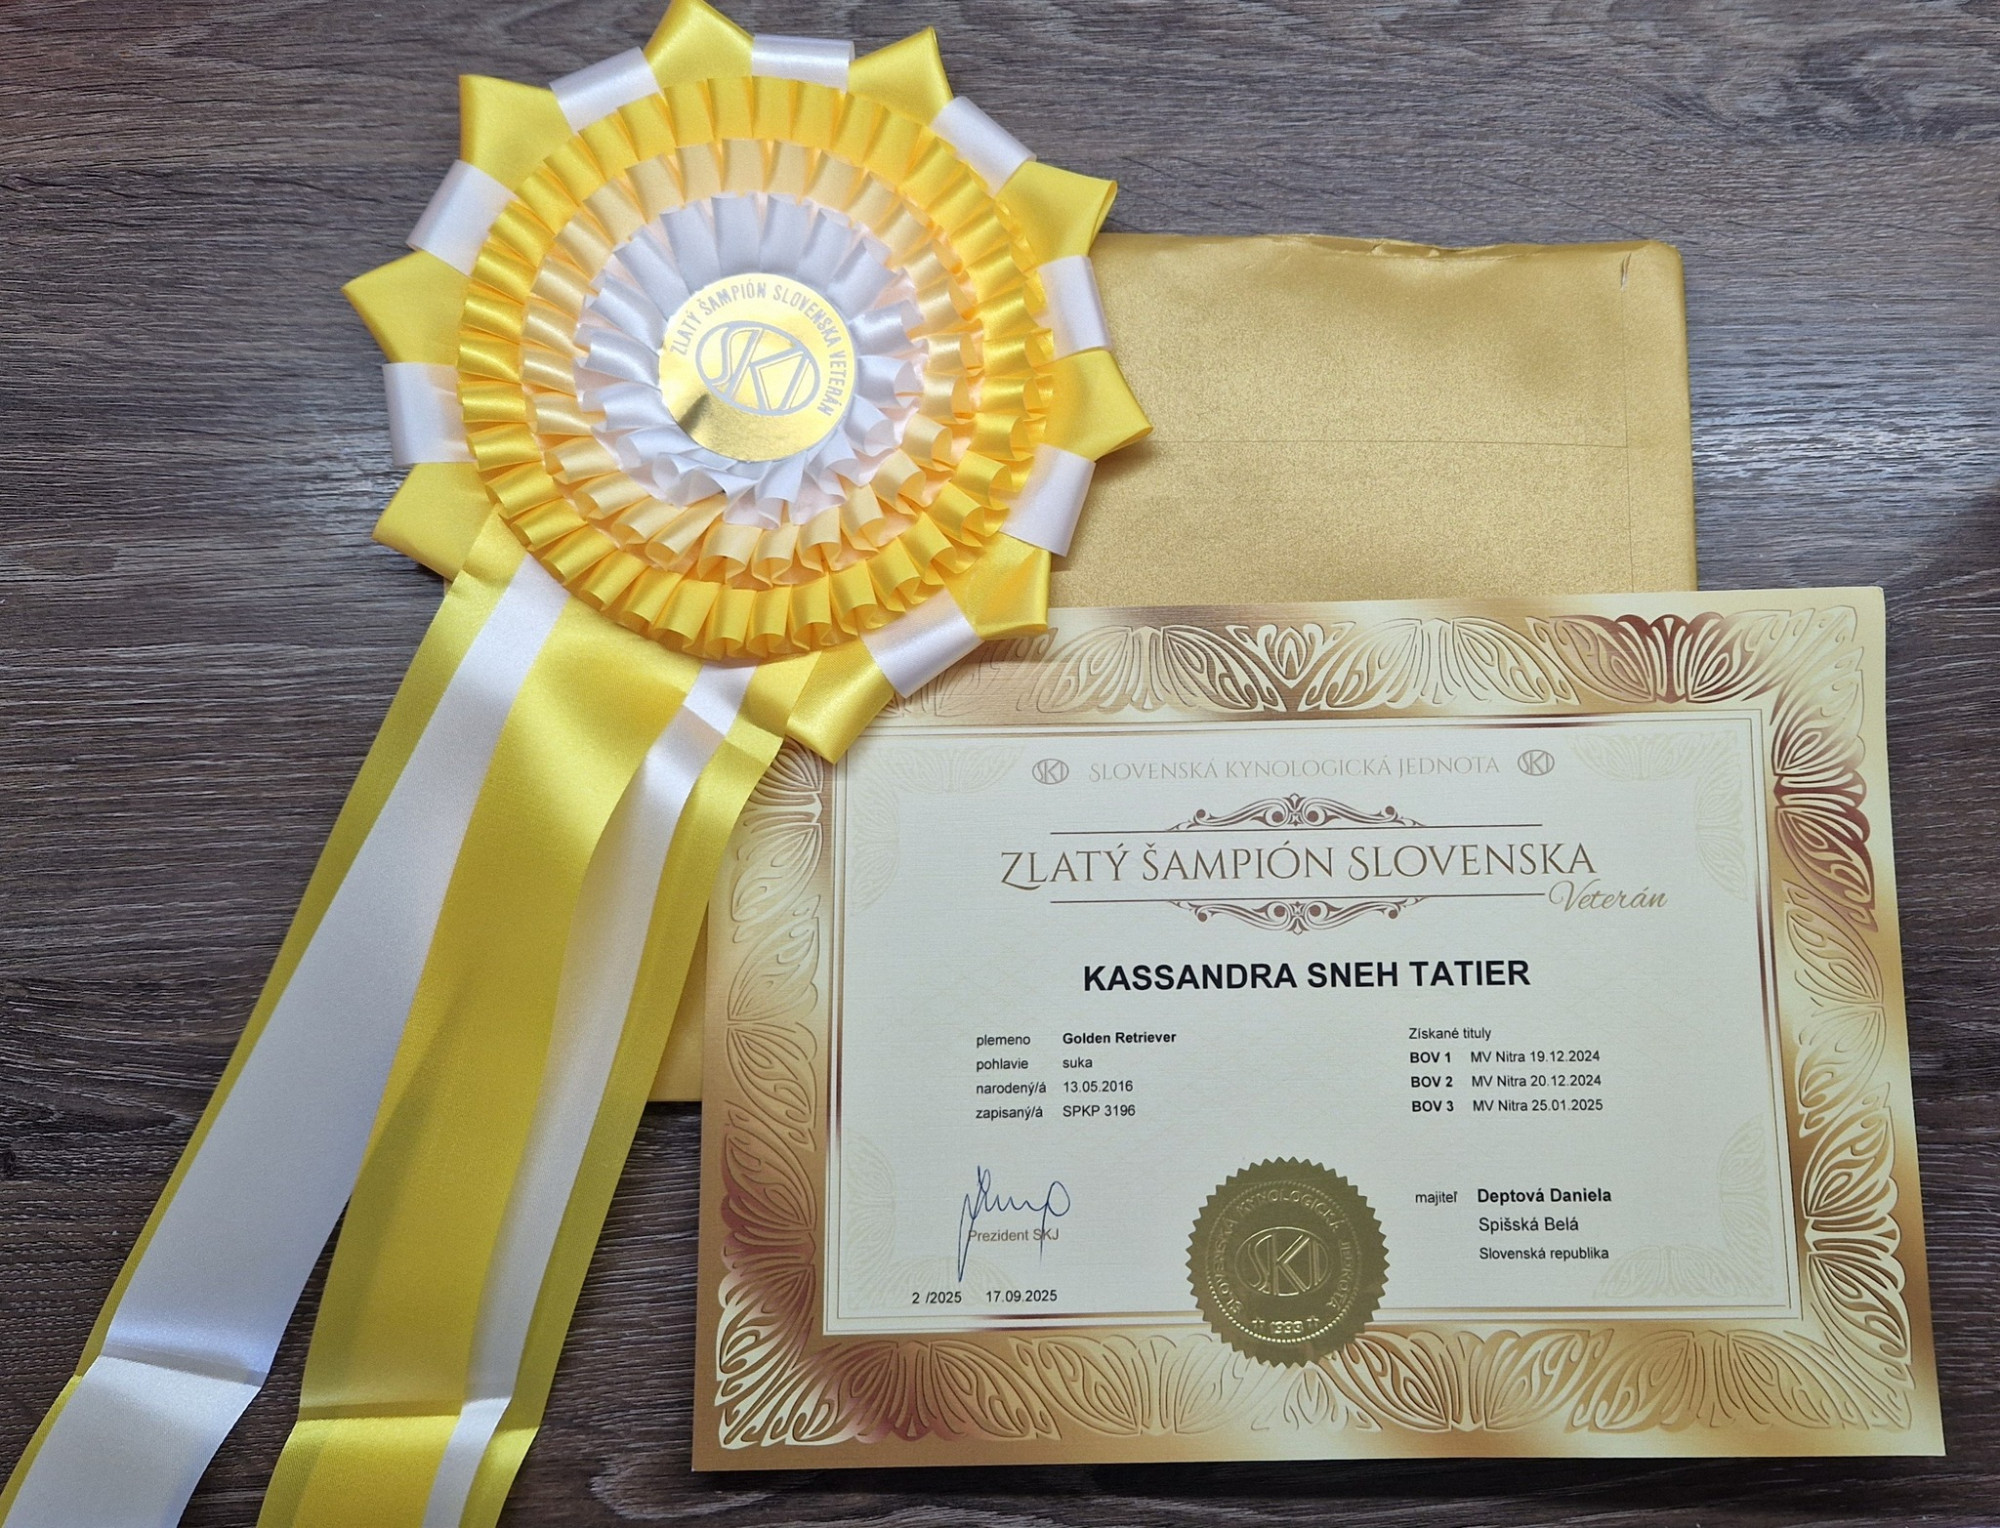 ZLATÝ ŠAMPIÓN SLOVENSKA VETERÁN
SKJ
SKJ SLOVENSKÁ KYNOLOGICKÁ JEDNOTA SKJ
ZLATÝ ŠAMPIÓN SLOVENSKA
Veterán
KASSANDRA SNEH TATIER
plemeno Golden Retriever
pohlavie suka
narodený/á 13.05.2016
zapísaný/á SPKP 3196
Získané tituly
BOV 1 MV Nitra 19.12.2024
BOV 2 MV Nitra 20.12.2024
BOV 3 MV Nitra 25.01.2025
Prezident SKJ
2 /2025 17.09.2025
SLOVENSKÁ KYNOLOGICKÁ JEDNOTA
SKJ
1993
majiteľ Deptová Daniela
Spišská Belá
Slovenská republika